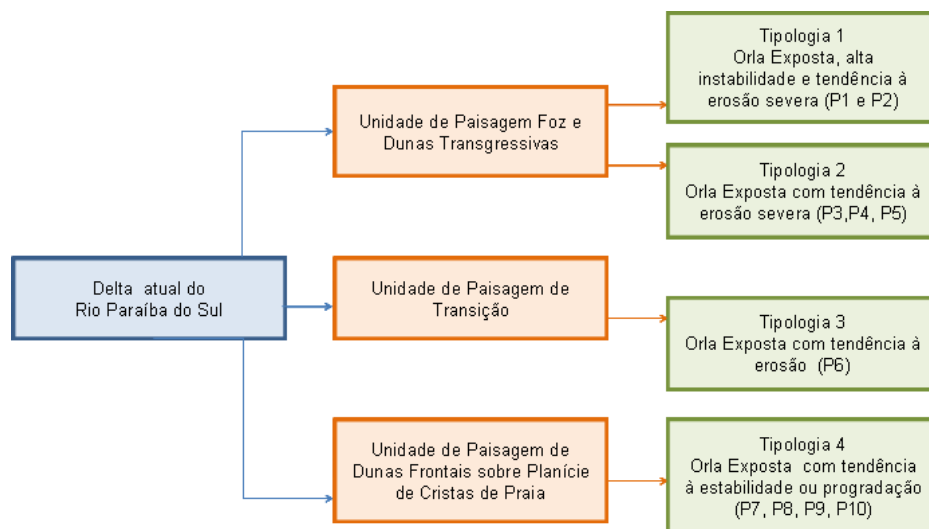 Delta atual do
Rio Paraíba do Sul
Unidade de Paisagem Foz e
Dunas Transgressivas
Tipologia 1
Orla Exposta, alta
instabilidade e tendência à
erosão severa (P1 e P2)
Tipologia 2
Orla Exposta com tendência à
erosão severa (P3,P4, P5)
Unidade de Paisagem de
Transição
Tipologia 3
Orla Exposta com tendência à
erosão (P6)
Unidade de Paisagem de
Dunas Frontais sobre Planície
de Cristas de Praia
Tipologia 4
Orla Exposta com tendência
à estabilidade ou progradação
(P7, P8, P9, P10)